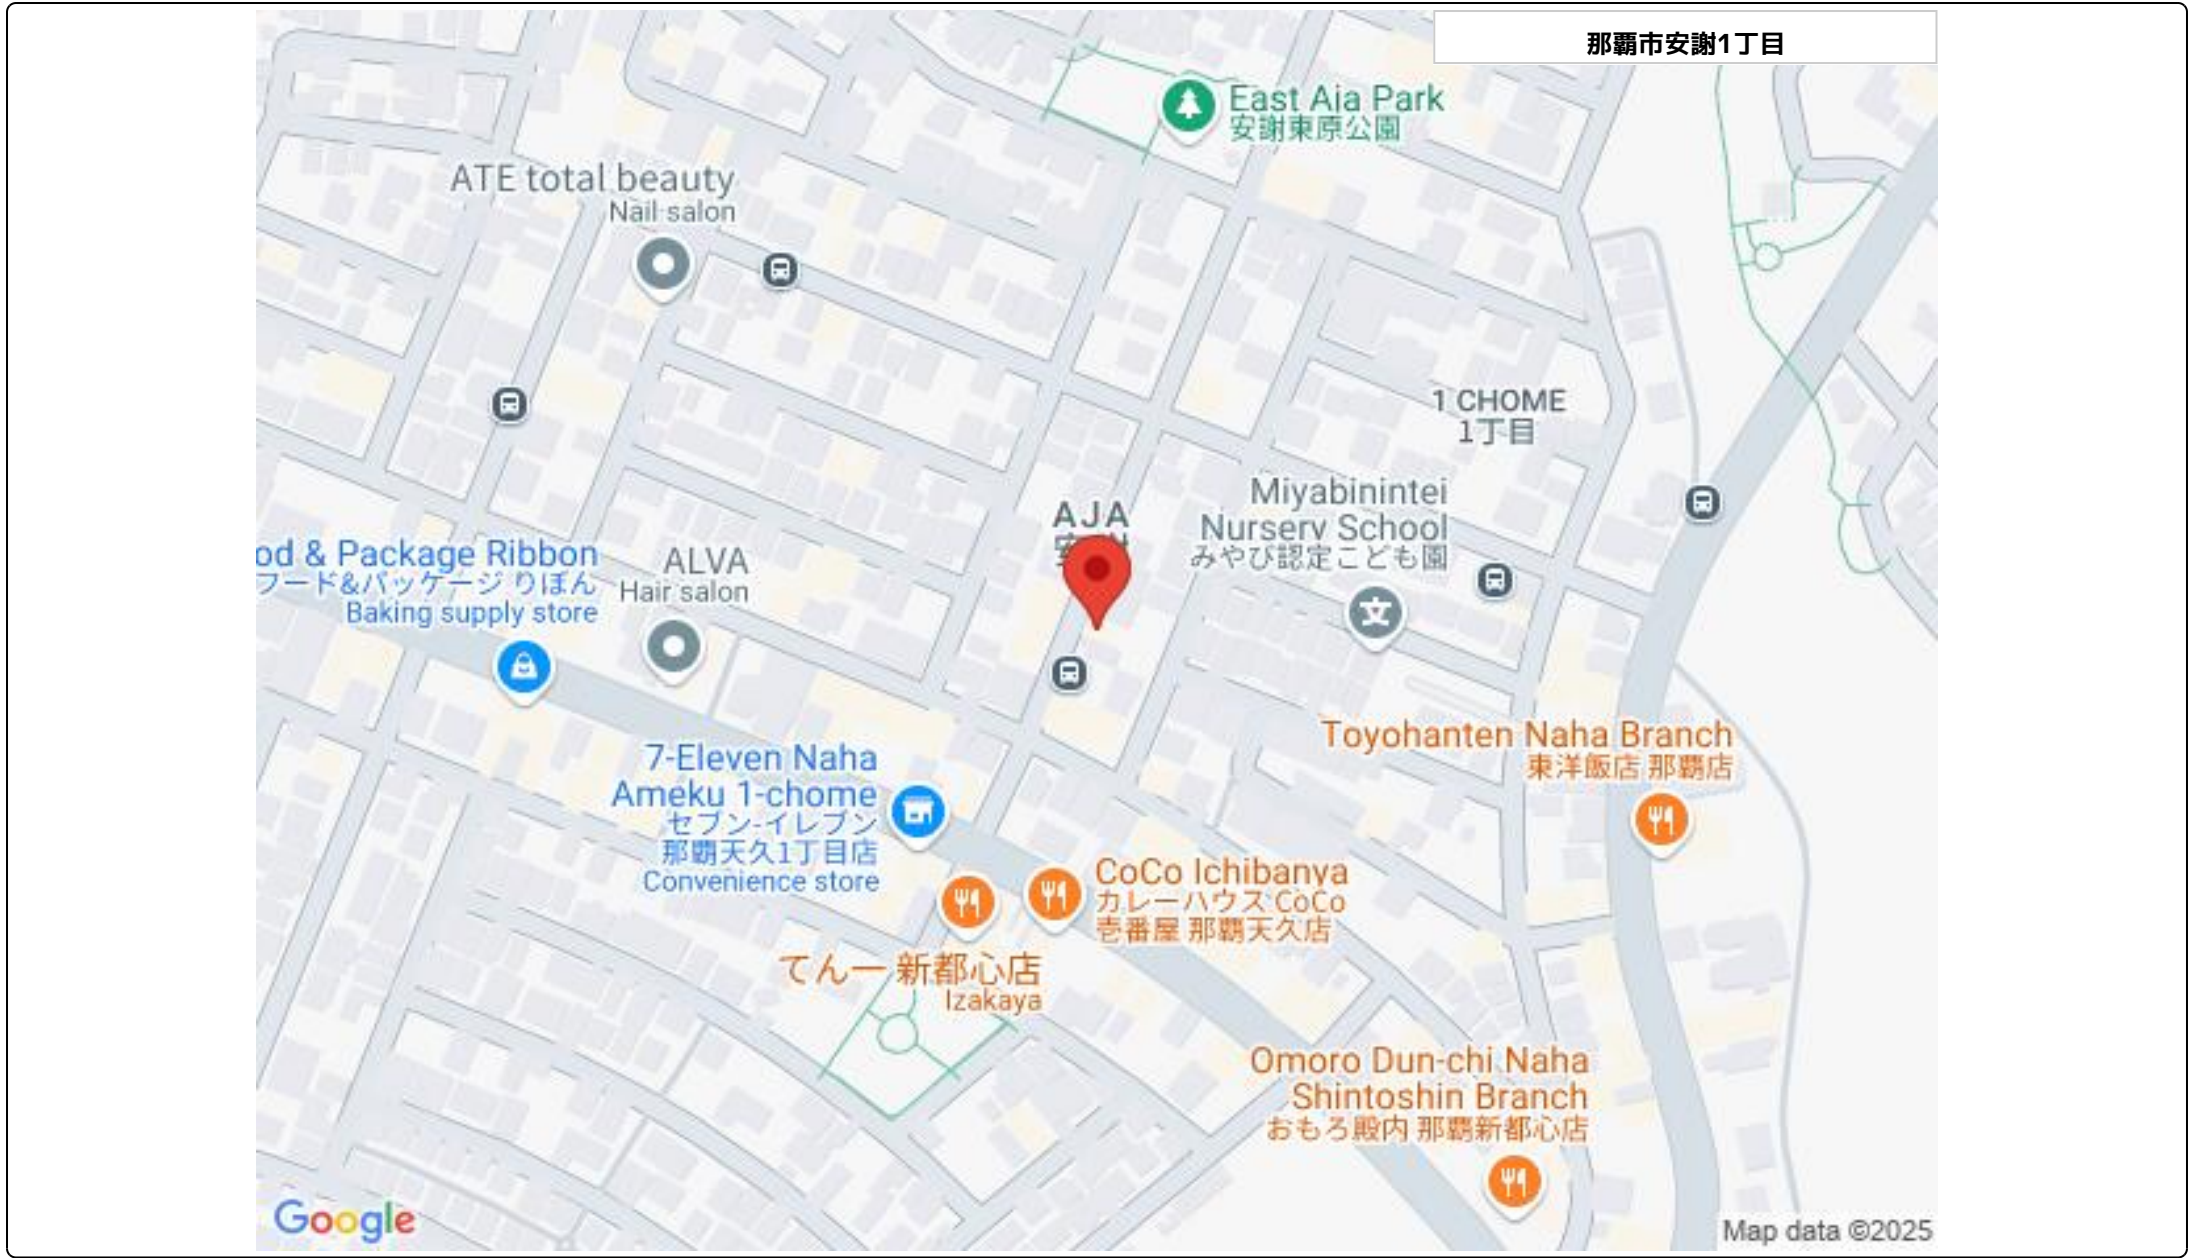 那覇市安謝1丁目
East Aja Park
安謝東原公園
ATE total beauty
Nail salon
1 CHOME
1丁目
Miyabinintei
Nursery School
みやび認定こども園
AJA
od & Package Ribbon
フード&パッケージ りぼん
Baking supply store
ALVA
Hair salon
Toyohanten Naha Branch
東洋飯店 那覇店
7-Eleven Naha
Ameku 1-chome
セブン-イレブン
那覇天久1丁目店
Convenience store
CoCo Ichibanya
カレーハウス CoCo
壱番屋 那覇天久店
てんー 新都心店
Izakaya
Omoro Dun-chi Naha
Shintoshin Branch
おもろ殿内 那覇新都心店
Google
Map data ©2025